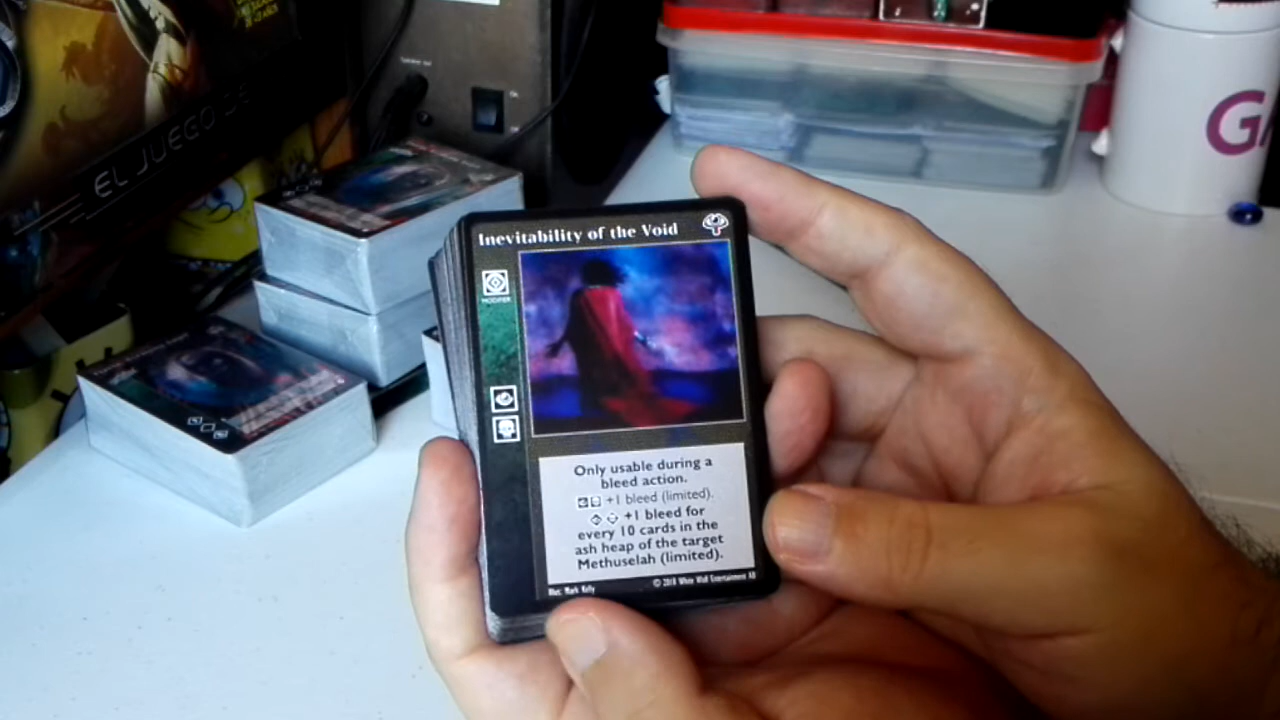 EL JUEGO DE
Inevitability of the Void
MODIFIER
Only usable during a
bleed action.
+1 bleed (limited).
+1 bleed for
every 10 cards in the
ash heap of the target
Methuselah (limited).
Illus: Mark Kelly
© 2018 White Wolf Entertainment AB
GA